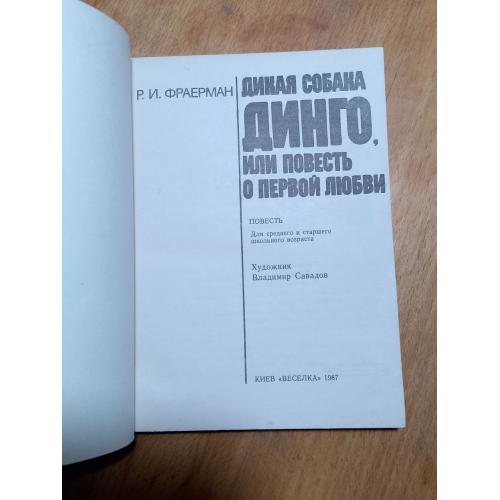 Р. И. ФРАЕРМАН
ДИКАЯ СОБАКА
ДИНГО,
ИЛИ ПОВЕСТЬ
О ПЕРВОЙ ЛЮБВИ
ПОВЕСТЬ
Для среднего и старшего
школьного возраста
Художник
Владимир Савадов
КИЕВ «ВЕСЕЛКА» 1987